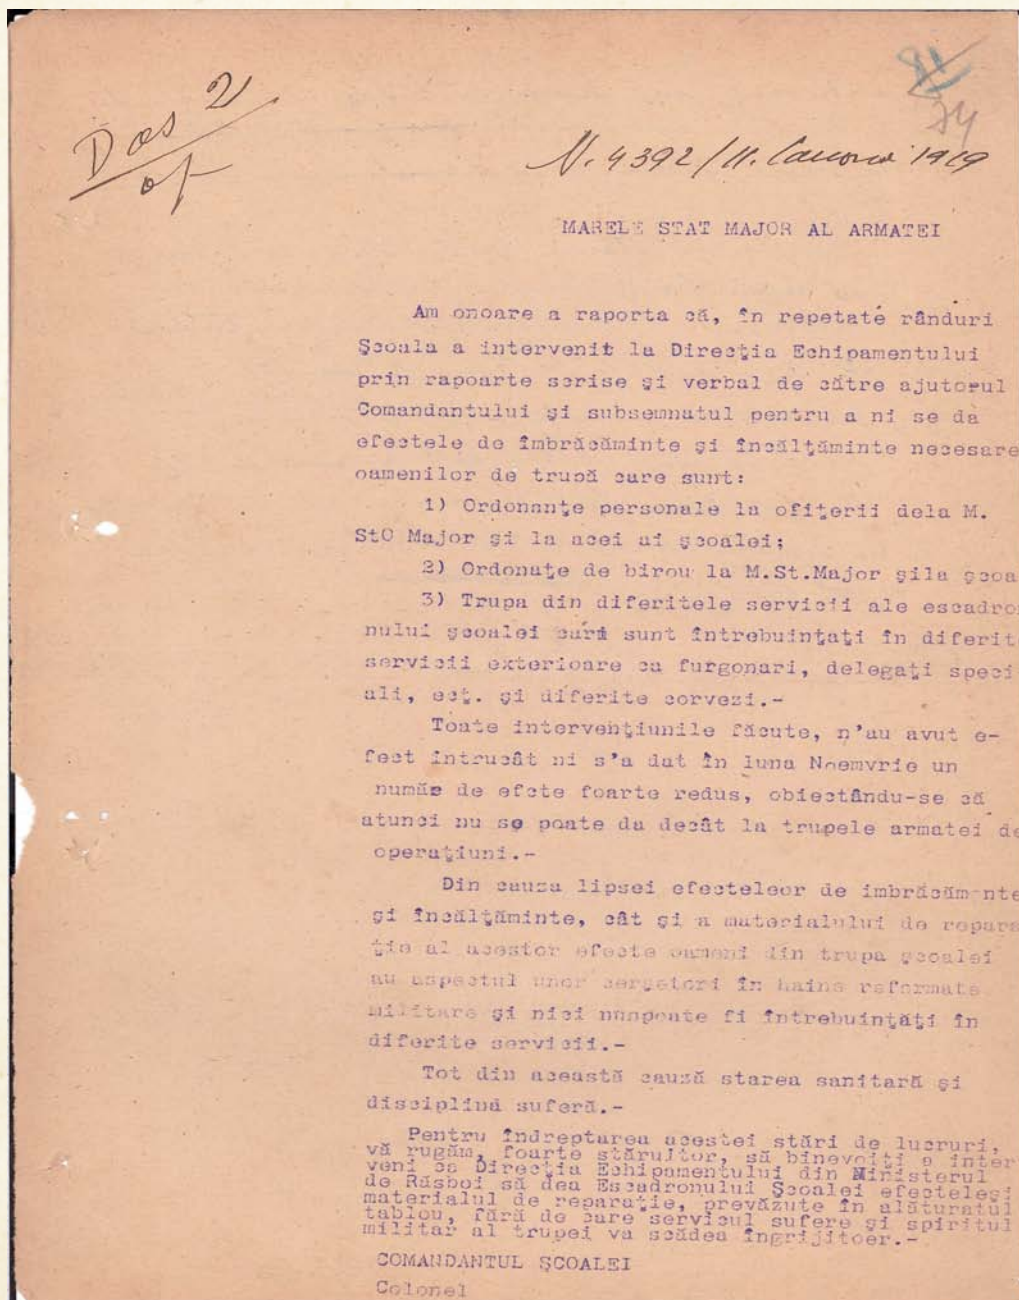 Dos 21
84
74
N. 4392/11. 1919
MARELE STAT MAJOR AL ARMATEI
Am onoare a raporta că, în repetate rânduri
Şcoala a intervenit la Direcţia Echipamentului
prin rapoarte scrise şi verbal de către ajutorul
Comandantului şi subsemnatul pentru a ni se da
efectele de îmbrăcăminte şi încălţăminte necesare
oamenilor de trupă care sunt:
1) Ordonanţe personale la ofiţerii dela M.
StO Major şi la acei ai şcoalei;
2) Ordonaţe de birou la M.St.Major şila şcoa
3) Trupa din diferitele servicii ale escadro
nului şcoalei cari sunt întrebuinţaţi în diferit
servicii exterioare ca furgonari, delegaţi speci
ali, ect. şi diferite corvezi.-
Toate intervenţiunile făcute, n'au avut e-
fect întrucât ni s'a dat în luna Noemvrie un
număr de efcte foarte redus, obiectându-se că
atunci nu se poate da decât la trupele armatei de
operaţiuni.-
Din cauza lipsei efecteleor de imbrăcăm nte
şi încălţăminte, cât şi a materialului de repara
ţie al acestor efecte oameni din trupa şcoalei
au aspectul unor cerşetori în haine reformate
militare şi nici nunpoate fi întrebuinţăţi în
diferite servicii.-
Tot din această cauză starea sanitară şi
disciplină suferă.-
Pentru îndreptarea acestei stări de lucruri,
vă rugăm, foarte stăruitor, să binevoiţi a inter
veni ca Direcţia Echipamentului din Ministerul
de Răsboi să dea Escadronului Şcoalei efecteleşi
materialul de reparaţie, prevăzute în alăturatul
tablou, fără de care servicul sufere şi spiritul
militar al trupei va scădea îngrijitoer.-
COMANDANTUL ŞCOALEI
Colonel